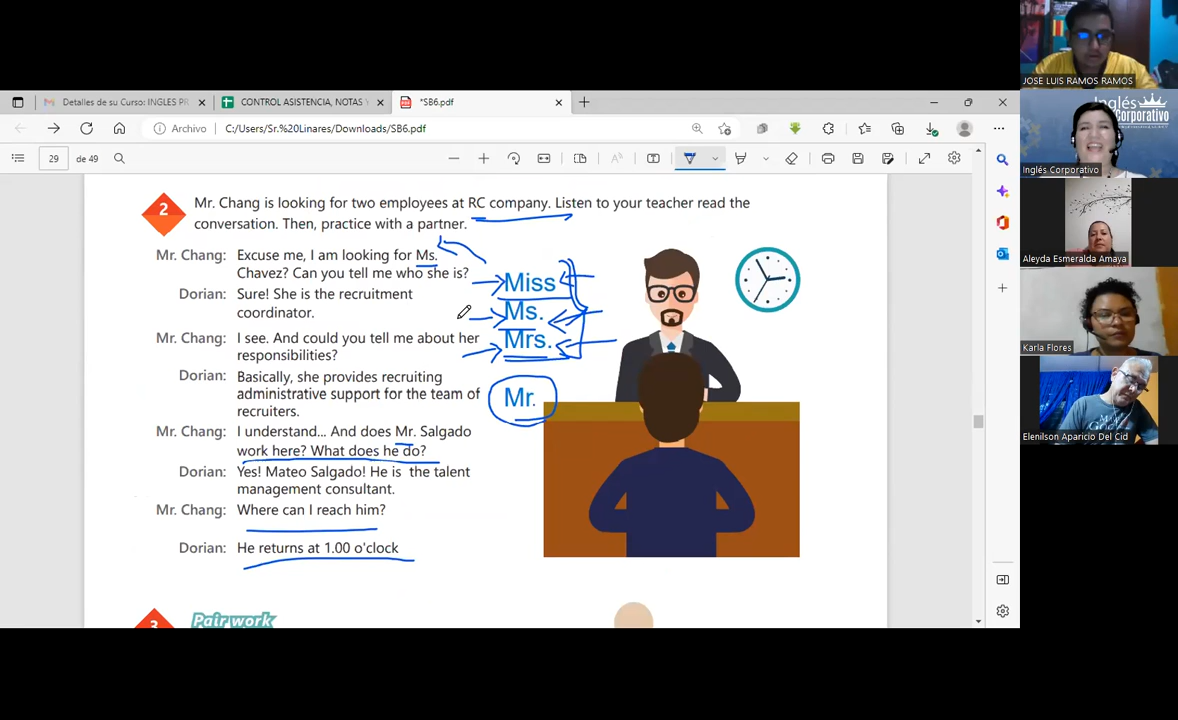 JOSE LUIS RAMOS RAMOS
Inglés Corporativo
Inglés Corporativo
Aleyda Esmeralda Amaya
Karla Flores
Elenilson Aparicio Del Cid
Detalles de su Curso: INGLES PR
CONTROL ASISTENCIA, NOTAS Y
*SB6.pdf
Archivo
C:/Users/Sr.%20Linares/Downloads/SB6.pdf
29
de 49
2
Mr. Chang is looking for two employees at RC company. Listen to your teacher read the
conversation. Then, practice with a partner.
Mr. Chang: Excuse me, I am looking for Ms.
Chavez? Can you tell me who she is?
Dorian: Sure! She is the recruitment
coordinator.
Mr. Chang: I see. And could you tell me about her
responsibilities?
Dorian: Basically, she provides recruiting
administrative support for the team of
recruiters.
Mr. Chang: I understand... And does Mr. Salgado
work here? What does he do?
Dorian: Yes! Mateo Salgado! He is the talent
management consultant.
Mr. Chang: Where can I reach him?
Dorian: He returns at 1.00 o'clock
Miss
Ms.
Mrs.
Mr.
3
Pair work